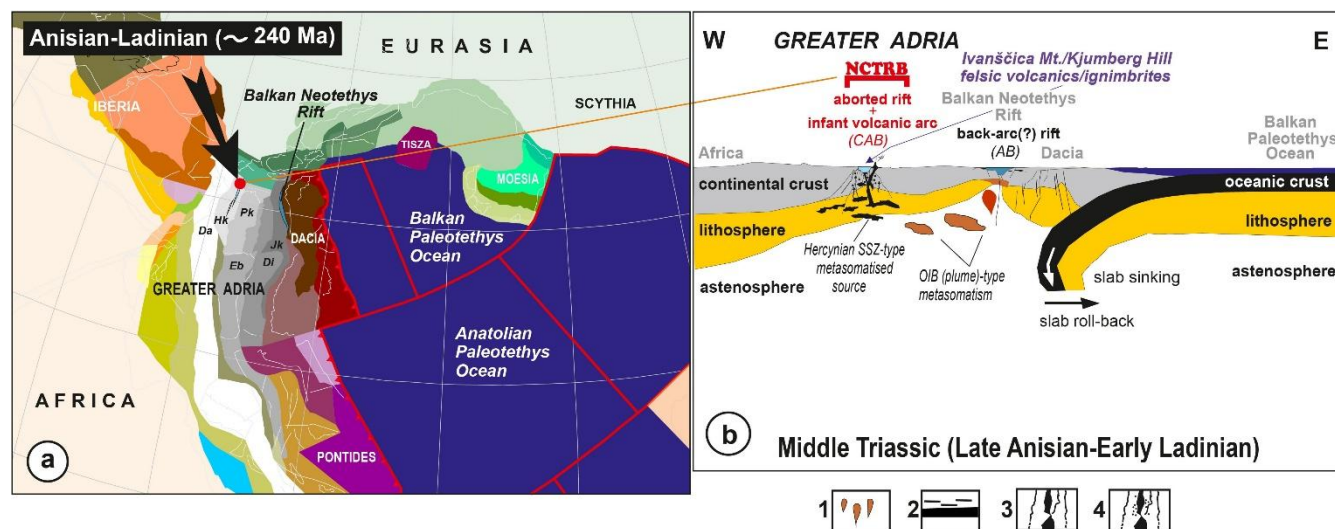 Anisian-Ladinian (~ 240 Ma)
EURASIA
IBERIA
Balkan Neotethys
Rift
SCYTHIA
TISZA
MOESIA
Hk
Pk
Da
Balkan
Paleotethys
Ocean
Jk
DACIA
Eb
Di
GREATER ADRIA
Anatolian
Paleotethys
Ocean
AFRICA
PONTIDES
a
W
GREATER ADRIA
E
NCTRB
Ivanščica Mt./Kjumberg Hill
felsic volcanics/ignimbrites
aborted rift
+
infant volcanic arc
(CAB)
Balkan Neotethys
Rift
back-arc(?) rift
(AB)
Balkan
Paleotethys
Ocean
Africa
Dacia
continental crust
oceanic crust
lithosphere
lithosphere
Hercynian SSZ-type
metasomatised
source
OIB (plume)-type
metasomatism
astenosphere
slab sinking
astenosphere
slab roll-back
b
Middle Triassic (Late Anisian-Early Ladinian)
1
2
3
4